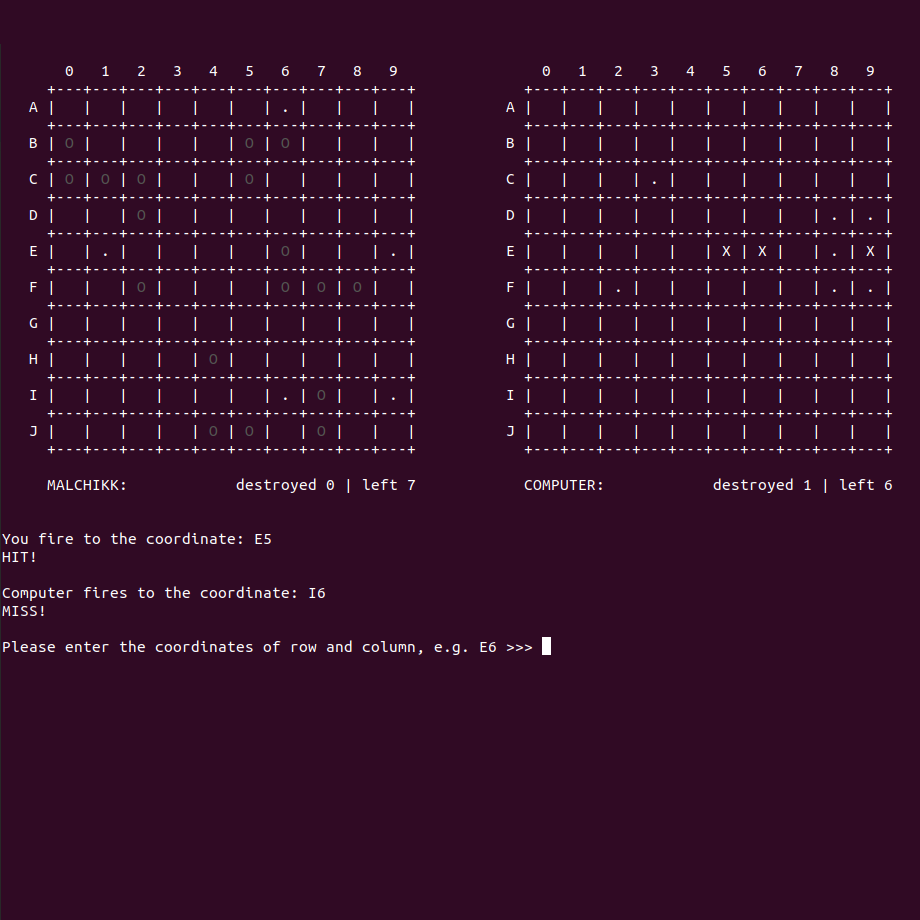 0   1   2   3   4   5   6   7   8   9                0   1   2   3   4   5   6   7   8   9
  +---+---+---+---+---+---+---+---+---+---+            +---+---+---+---+---+---+---+---+---+---+
A |   |   |   |   |   |   | . |   |   |   |          A |   |   |   |   |   |   |   |   |   |   |
  +---+---+---+---+---+---+---+---+---+---+            +---+---+---+---+---+---+---+---+---+---+
B | O |   |   |   |   | O | O |   |   |   |          B |   |   |   |   |   |   |   |   |   |   |
  +---+---+---+---+---+---+---+---+---+---+            +---+---+---+---+---+---+---+---+---+---+
C | O | O | O |   |   | O |   |   |   |   |          C |   |   |   | . |   |   |   |   |   |   |
  +---+---+---+---+---+---+---+---+---+---+            +---+---+---+---+---+---+---+---+---+---+
D |   |   | O |   |   |   |   |   |   |   |          D |   |   |   |   |   |   |   |   | . | . |
  +---+---+---+---+---+---+---+---+---+---+            +---+---+---+---+---+---+---+---+---+---+
E |   | . |   |   |   |   | O |   |   | . |          E |   |   |   |   |   | X | X |   | . | X |
  +---+---+---+---+---+---+---+---+---+---+            +---+---+---+---+---+---+---+---+---+---+
F |   |   | O |   |   |   | O | O | O |   |          F |   |   | . |   |   |   |   |   | . | . |
  +---+---+---+---+---+---+---+---+---+---+            +---+---+---+---+---+---+---+---+---+---+
G |   |   |   |   |   |   |   |   |   |   |          G |   |   |   |   |   |   |   |   |   |   |
  +---+---+---+---+---+---+---+---+---+---+            +---+---+---+---+---+---+---+---+---+---+
H |   |   |   |   | O |   |   |   |   |   |          H |   |   |   |   |   |   |   |   |   |   |
  +---+---+---+---+---+---+---+---+---+---+            +---+---+---+---+---+---+---+---+---+---+
I |   |   |   |   |   |   | . | O |   | . |          I |   |   |   |   |   |   |   |   |   |   |
  +---+---+---+---+---+---+---+---+---+---+            +---+---+---+---+---+---+---+---+---+---+
J |   |   |   |   | O | O |   | O |   |   |          J |   |   |   |   |   |   |   |   |   |   |
  +---+---+---+---+---+---+---+---+---+---+            +---+---+---+---+---+---+---+---+---+---+
  MALCHIKK:            destroyed 0 | left 7            COMPUTER:            destroyed 1 | left 6
You fire to the coordinate: E5
HIT!
Computer fires to the coordinate: I6
MISS!
Please enter the coordinates of row and column, e.g. E6 >>>